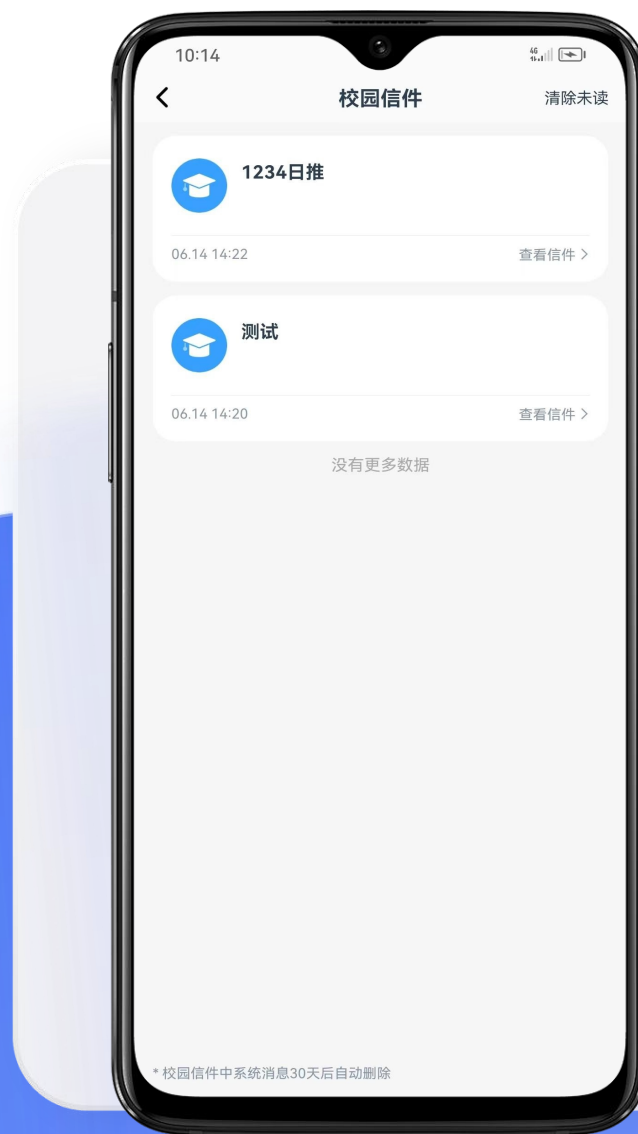 10:14
4G
校园信件
清除未读
1234日推
06.14 14:22
查看信件
测试
06.14 14:20
查看信件
没有更多数据
* 校园信件中系统消息30天后自动删除